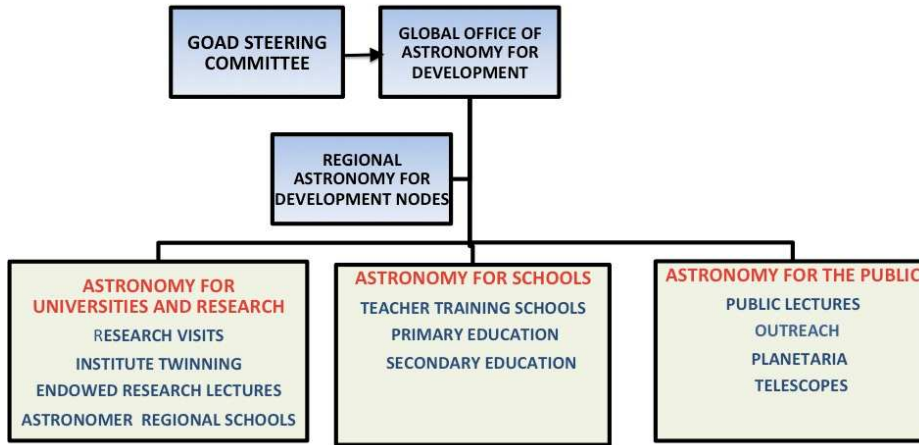 GOAD STEERING
COMMITTEE
GLOBAL OFFICE OF
ASTRONOMY FOR
DEVELOPMENT
REGIONAL
ASTRONOMY FOR
DEVELOPMENT NODES
ASTRONOMY FOR
UNIVERSITIES AND RESEARCH
RESEARCH VISITS
INSTITUTE TWINNING
ENDOWED RESEARCH LECTURES
ASTRONOMER REGIONAL SCHOOLS
ASTRONOMY FOR SCHOOLS
TEACHER TRAINING SCHOOLS
PRIMARY EDUCATION
SECONDARY EDUCATION
ASTRONOMY FOR THE PUBLIC
PUBLIC LECTURES
OUTREACH
PLANETARIA
TELESCOPES